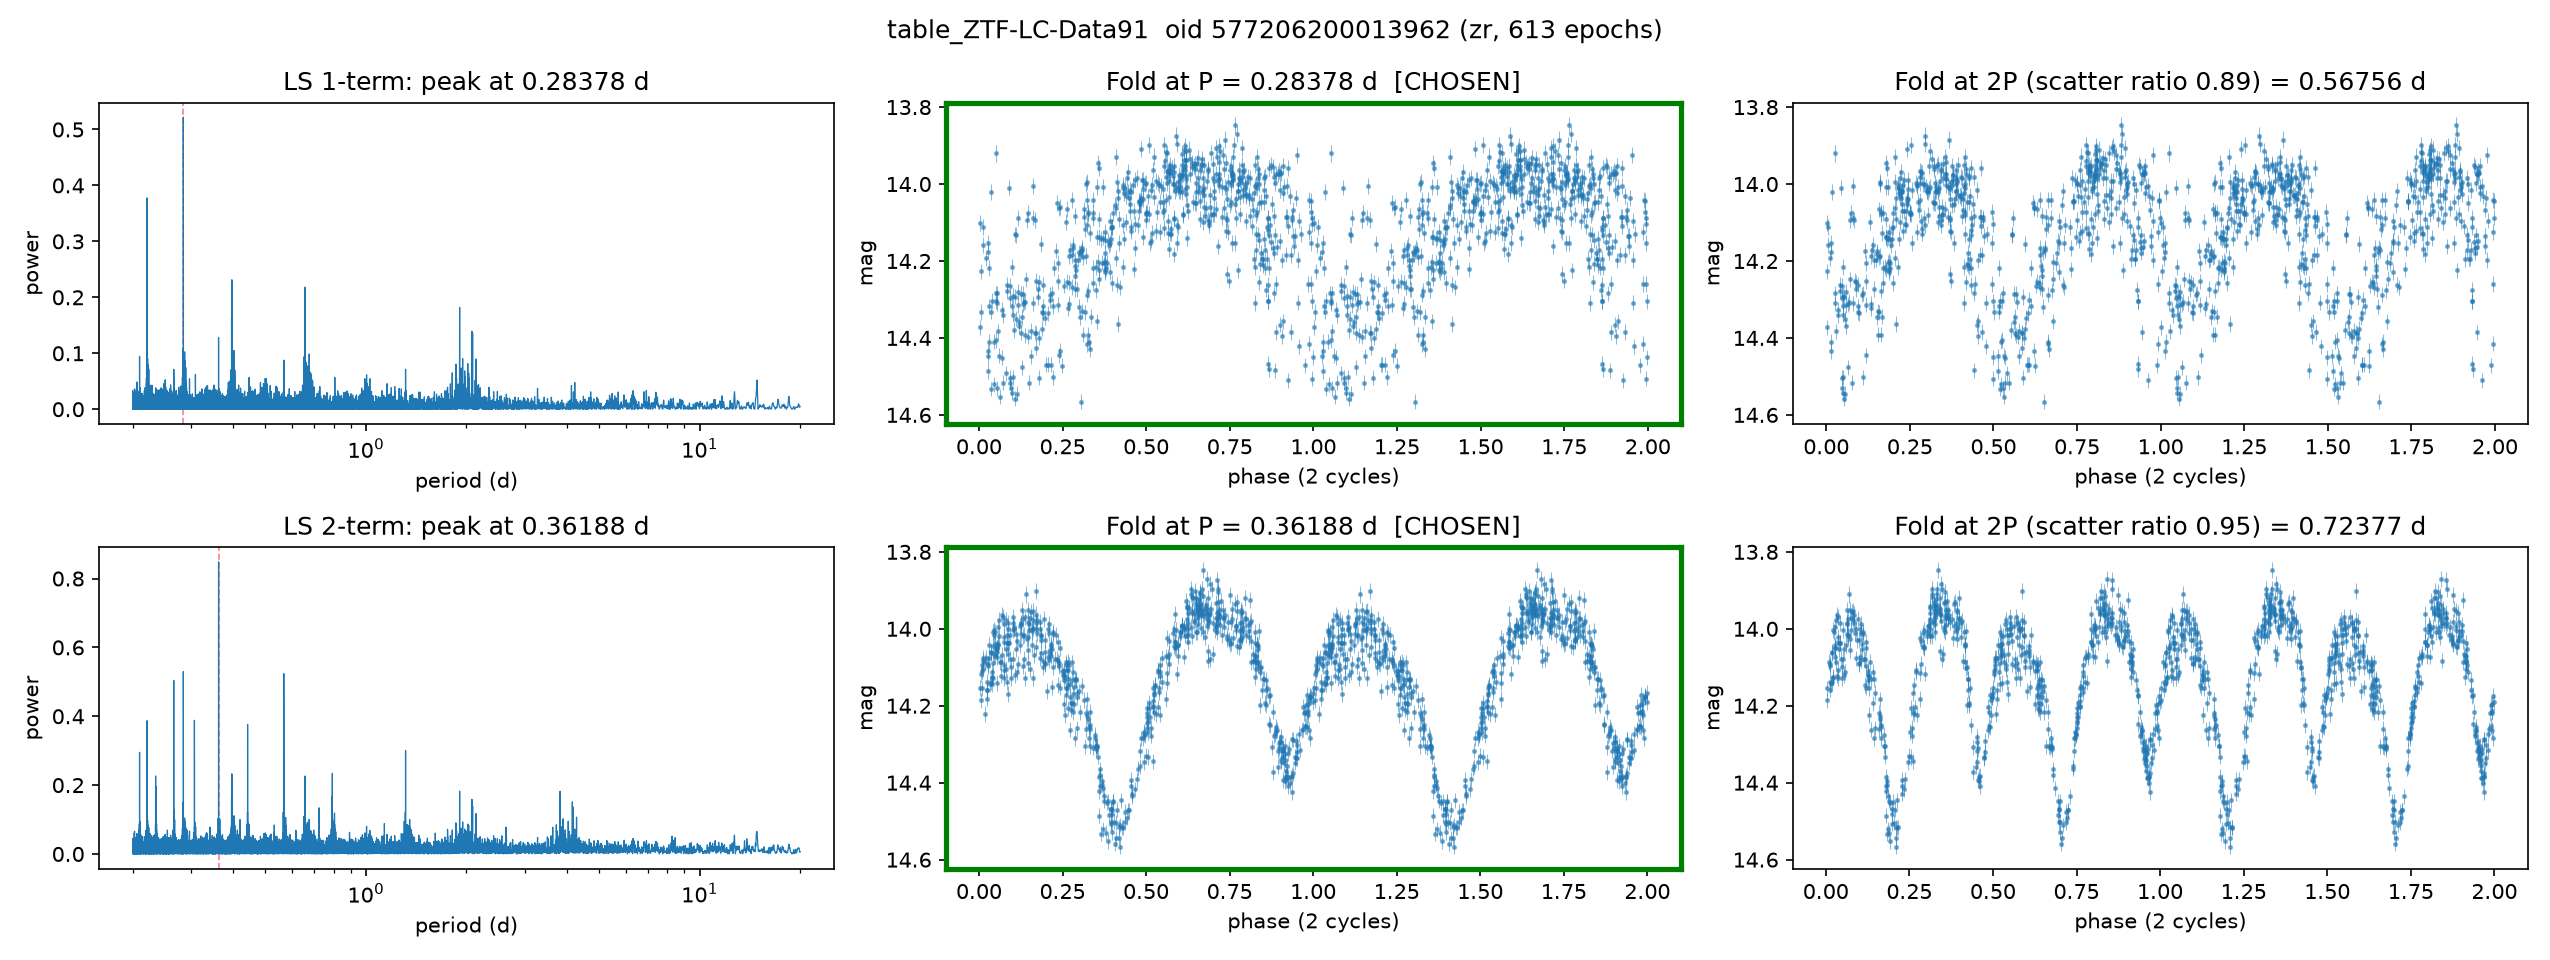 table_ZTF-LC-Data91  oid 577206200013962 (zr, 613 epochs)
LS 1-term: peak at 0.28378 d
power
0.5
0.4
0.3
0.2
0.1
0.0
10⁰
10¹
period (d)
Fold at P = 0.28378 d  [CHOSEN]
mag
13.8
14.0
14.2
14.4
14.6
0.00 0.25 0.50 0.75 1.00 1.25 1.50 1.75 2.00
phase (2 cycles)
Fold at 2P (scatter ratio 0.89) = 0.56756 d
mag
13.8
14.0
14.2
14.4
14.6
0.00 0.25 0.50 0.75 1.00 1.25 1.50 1.75 2.00
phase (2 cycles)
LS 2-term: peak at 0.36188 d
power
0.8
0.6
0.4
0.2
0.0
10⁰
10¹
period (d)
Fold at P = 0.36188 d  [CHOSEN]
mag
13.8
14.0
14.2
14.4
14.6
0.00 0.25 0.50 0.75 1.00 1.25 1.50 1.75 2.00
phase (2 cycles)
Fold at 2P (scatter ratio 0.95) = 0.72377 d
mag
13.8
14.0
14.2
14.4
14.6
0.00 0.25 0.50 0.75 1.00 1.25 1.50 1.75 2.00
phase (2 cycles)